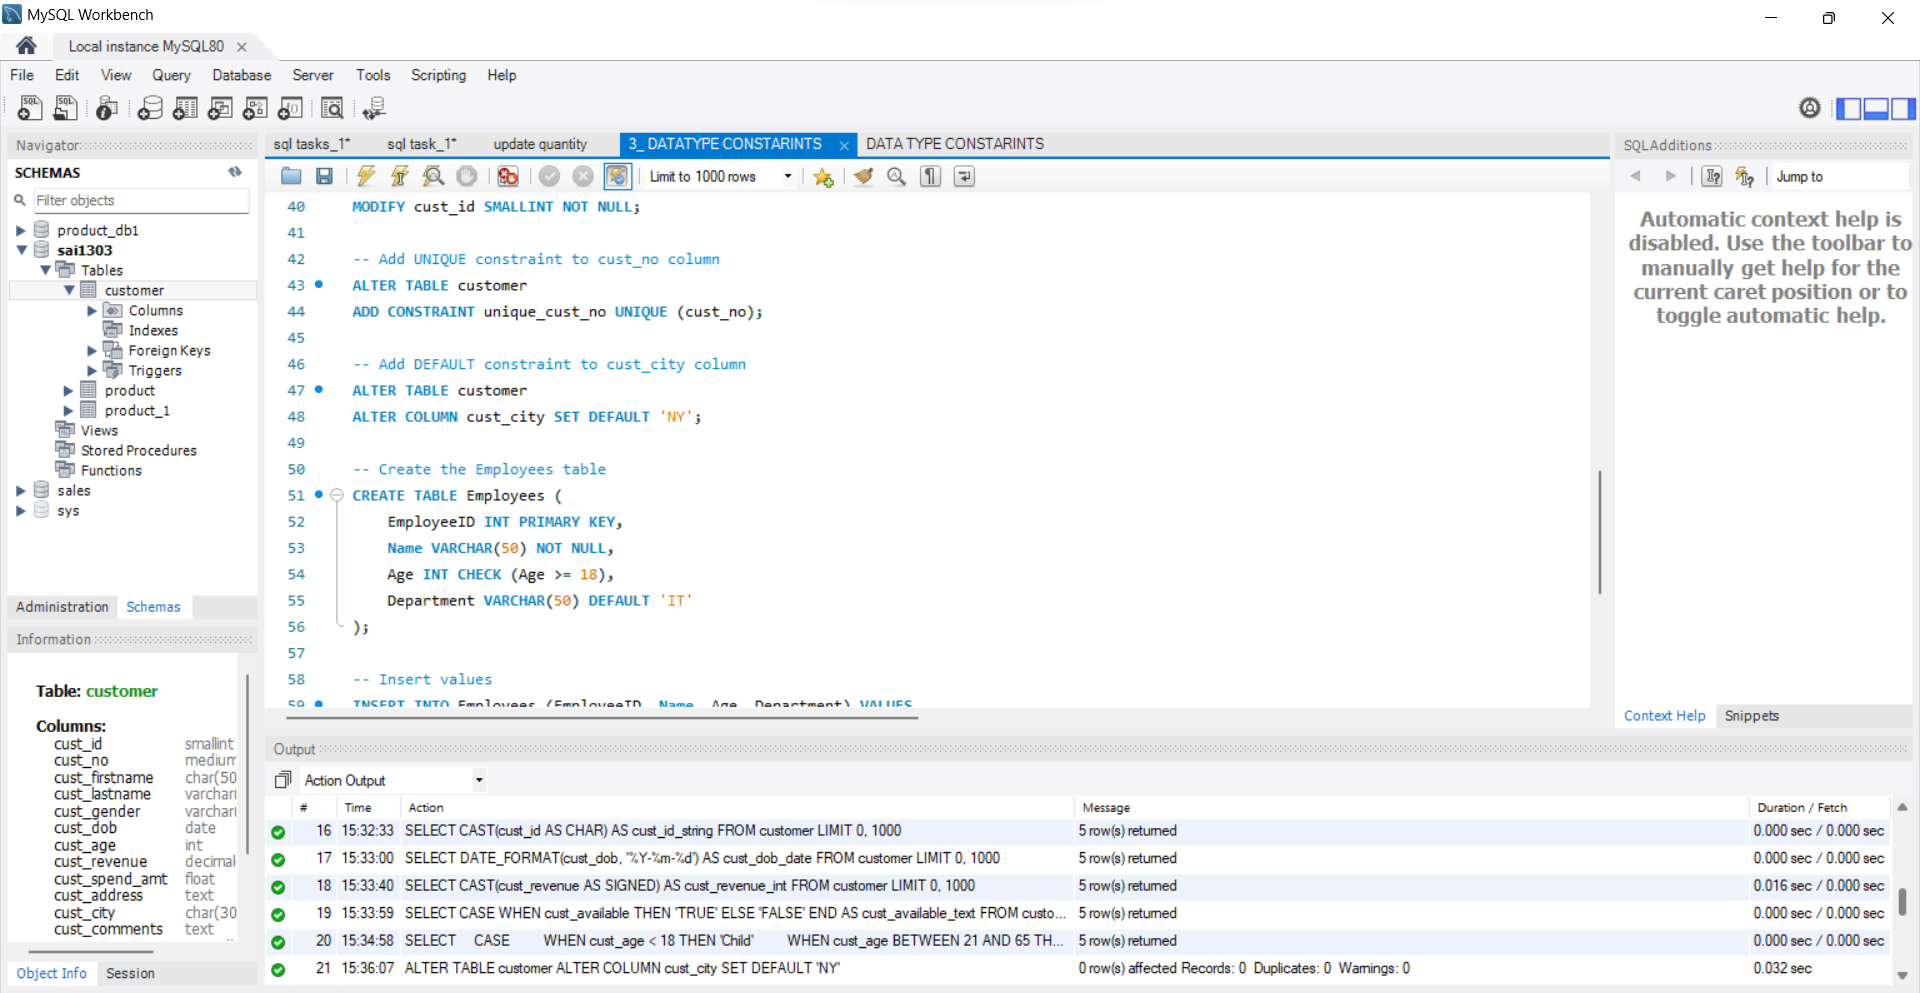 MySQL Workbench
Local instance MySQL80
File Edit View Query Database Server Tools Scripting Help
Navigator
SCHEMAS
Filter objects
product_db1
sai1303
Tables
customer
Columns
Indexes
Foreign Keys
Triggers
product
product_1
Views
Stored Procedures
Functions
sales
sys
Administration Schemas
Information
Table: customer
Columns:
cust_id smallint
cust_no medium
cust_firstname char(50
cust_lastname varchar
cust_gender varchar
cust_dob date
cust_age int
cust_revenue decimal
cust_spend_amt float
cust_address text
cust_city char(30
cust_comments text
Object Info Session
sql tasks_1* sql task_1* update quantity 3_ DATATYPE CONSTARINTS DATA TYPE CONSTARINTS
Limit to 1000 rows
40 MODIFY cust_id SMALLINT NOT NULL;
41
42 -- Add UNIQUE constraint to cust_no column
43 ALTER TABLE customer
44 ADD CONSTRAINT unique_cust_no UNIQUE (cust_no);
45
46 -- Add DEFAULT constraint to cust_city column
47 ALTER TABLE customer
48 ALTER COLUMN cust_city SET DEFAULT 'NY';
49
50 -- Create the Employees table
51 CREATE TABLE Employees (
52 EmployeeID INT PRIMARY KEY,
53 Name VARCHAR(50) NOT NULL,
54 Age INT CHECK (Age >= 18),
55 Department VARCHAR(50) DEFAULT 'IT'
56 );
57
58 -- Insert values
59 INSERT INTO Employees (EmployeeID, Name, Age, Department) VALUES
SQLAdditions
Jump to
Automatic context help is
disabled. Use the toolbar to
manually get help for the
current caret position or to
toggle automatic help.
Context Help Snippets
Output
Action Output
# Time Action Message Duration / Fetch
16 15:32:33 SELECT CAST(cust_id AS CHAR) AS cust_id_string FROM customer LIMIT 0, 1000 5 row(s) returned 0.000 sec / 0.000 sec
17 15:33:00 SELECT DATE_FORMAT(cust_dob, '%Y-%m-%d') AS cust_dob_date FROM customer LIMIT 0, 1000 5 row(s) returned 0.000 sec / 0.000 sec
18 15:33:40 SELECT CAST(cust_revenue AS SIGNED) AS cust_revenue_int FROM customer LIMIT 0, 1000 5 row(s) returned 0.016 sec / 0.000 sec
19 15:33:59 SELECT CASE WHEN cust_available THEN 'TRUE' ELSE 'FALSE' END AS cust_available_text FROM custo... 5 row(s) returned 0.000 sec / 0.000 sec
20 15:34:58 SELECT CASE WHEN cust_age < 18 THEN 'Child' WHEN cust_age BETWEEN 21 AND 65 TH... 5 row(s) returned 0.000 sec / 0.000 sec
21 15:36:07 ALTER TABLE customer ALTER COLUMN cust_city SET DEFAULT 'NY' 0 row(s) affected Records: 0 Duplicates: 0 Warnings: 0 0.032 sec